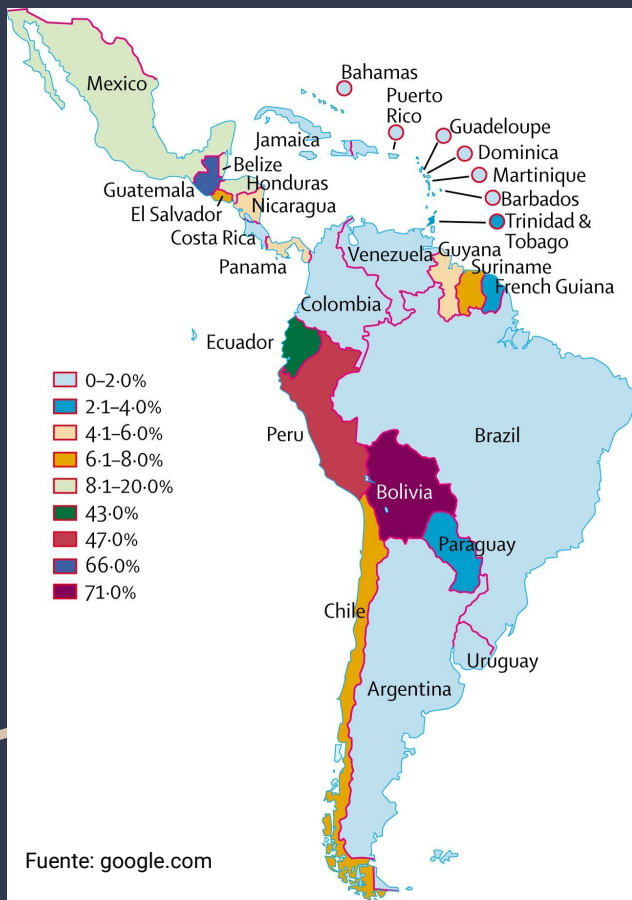 Bahamas
Mexico
Puerto
Rico
Guadeloupe
Jamaica
Dominica
Belize
Martinique
Honduras
Guatemala
Barbados
Nicaragua
El Salvador
Trinidad &
Tobago
Costa Rica
Venezuela
Guyana
Panama
Suriname
French Guiana
Colombia
Ecuador
0–2·0%
2·1–4·0%
4·1–6·0%
6·1–8·0%
8·1–20·0%
43·0%
47·0%
66·0%
71·0%
Peru
Brazil
Bolivia
Paraguay
Chile
Uruguay
Argentina
Fuente: google.com